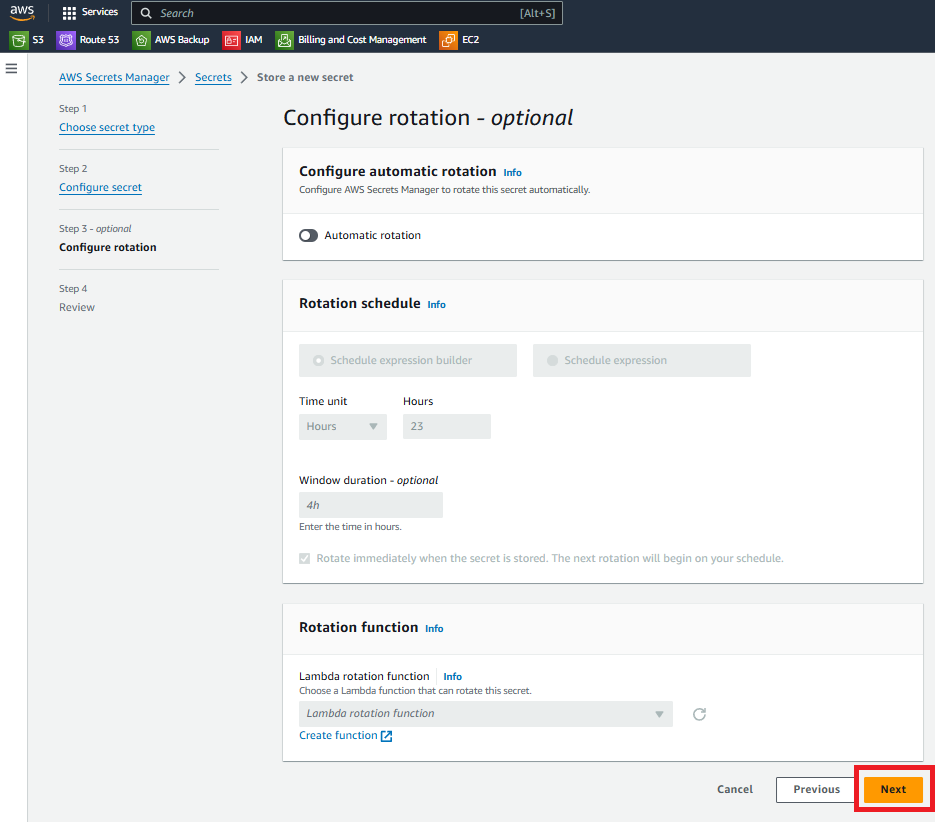 aws Services Search [Alt+S]
S3 Route 53 AWS Backup IAM Billing and Cost Management EC2
AWS Secrets Manager > Secrets > Store a new secret
Step 1
Choose secret type
Step 2
Configure secret
Step 3 - optional
Configure rotation
Step 4
Review
Configure rotation - optional
Configure automatic rotation Info
Configure AWS Secrets Manager to rotate this secret automatically.
Automatic rotation
Rotation schedule Info
Schedule expression builder Schedule expression
Time unit Hours
Hours 23
Window duration - optional
4h
Enter the time in hours.
Rotate immediately when the secret is stored. The next rotation will begin on your schedule.
Rotation function Info
Lambda rotation function Info
Choose a Lambda function that can rotate this secret.
Lambda rotation function
Create function
Cancel Previous Next